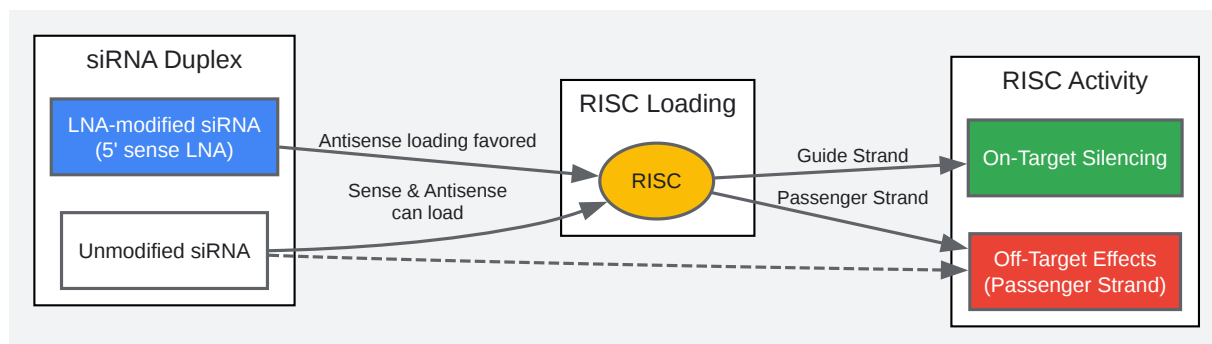 siRNA Duplex
LNA-modified siRNA
(5' sense LNA)
Unmodified siRNA
Antisense loading favored
Sense & Antisense
can load
RISC Loading
RISC
Guide Strand
Passenger Strand
RISC Activity
On-Target Silencing
Off-Target Effects
(Passenger Strand)